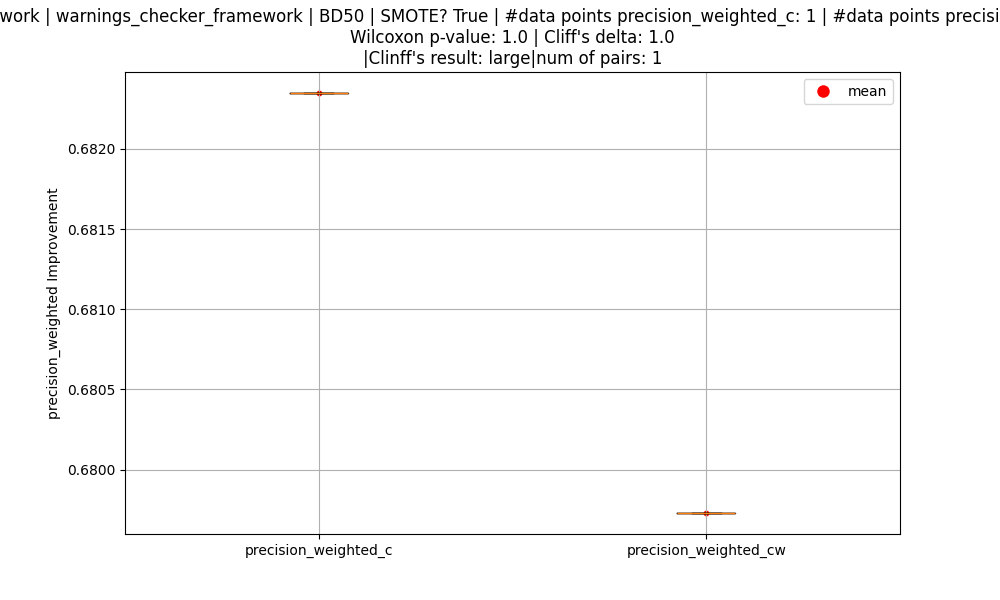 work | warnings_checker_framework | BD50 | SMOTE? True | #data points precision_weighted_c: 1 | #data points precisi
Wilcoxon p-value: 1.0 | Cliff's delta: 1.0
|Clinff's result: large|num of pairs: 1
mean
0.6820
0.6815
0.6810
0.6805
0.6800
precision_weighted Improvement
precision_weighted_c
precision_weighted_cw